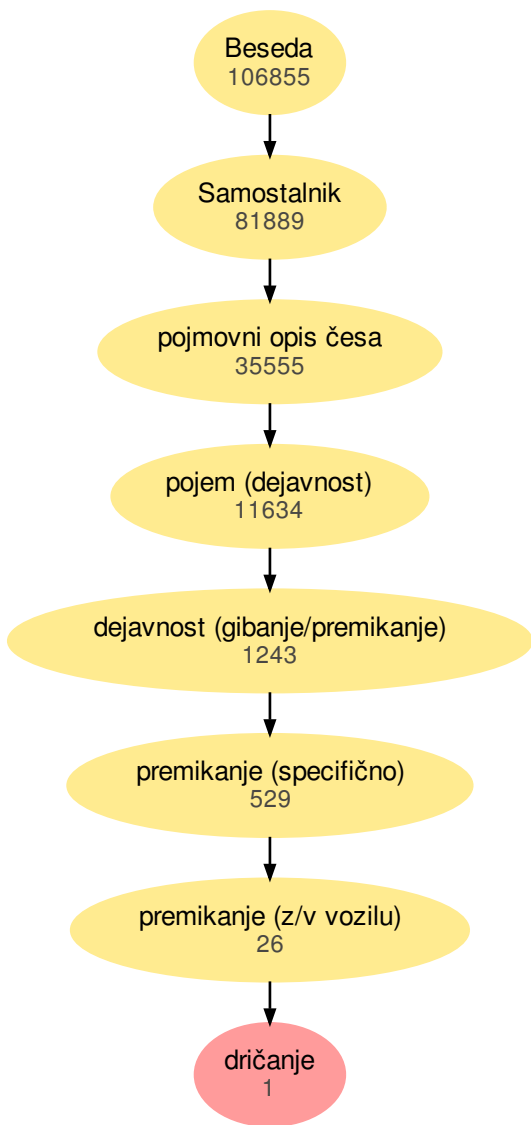 Beseda
106855
Samostalnik
81889
pojmovni opis česa
35555
pojem (dejavnost)
11634
dejavnost (gibanje/premikanje)
1243
premikanje (specifično)
529
premikanje (z/v vozilu)
26
dričanje
1